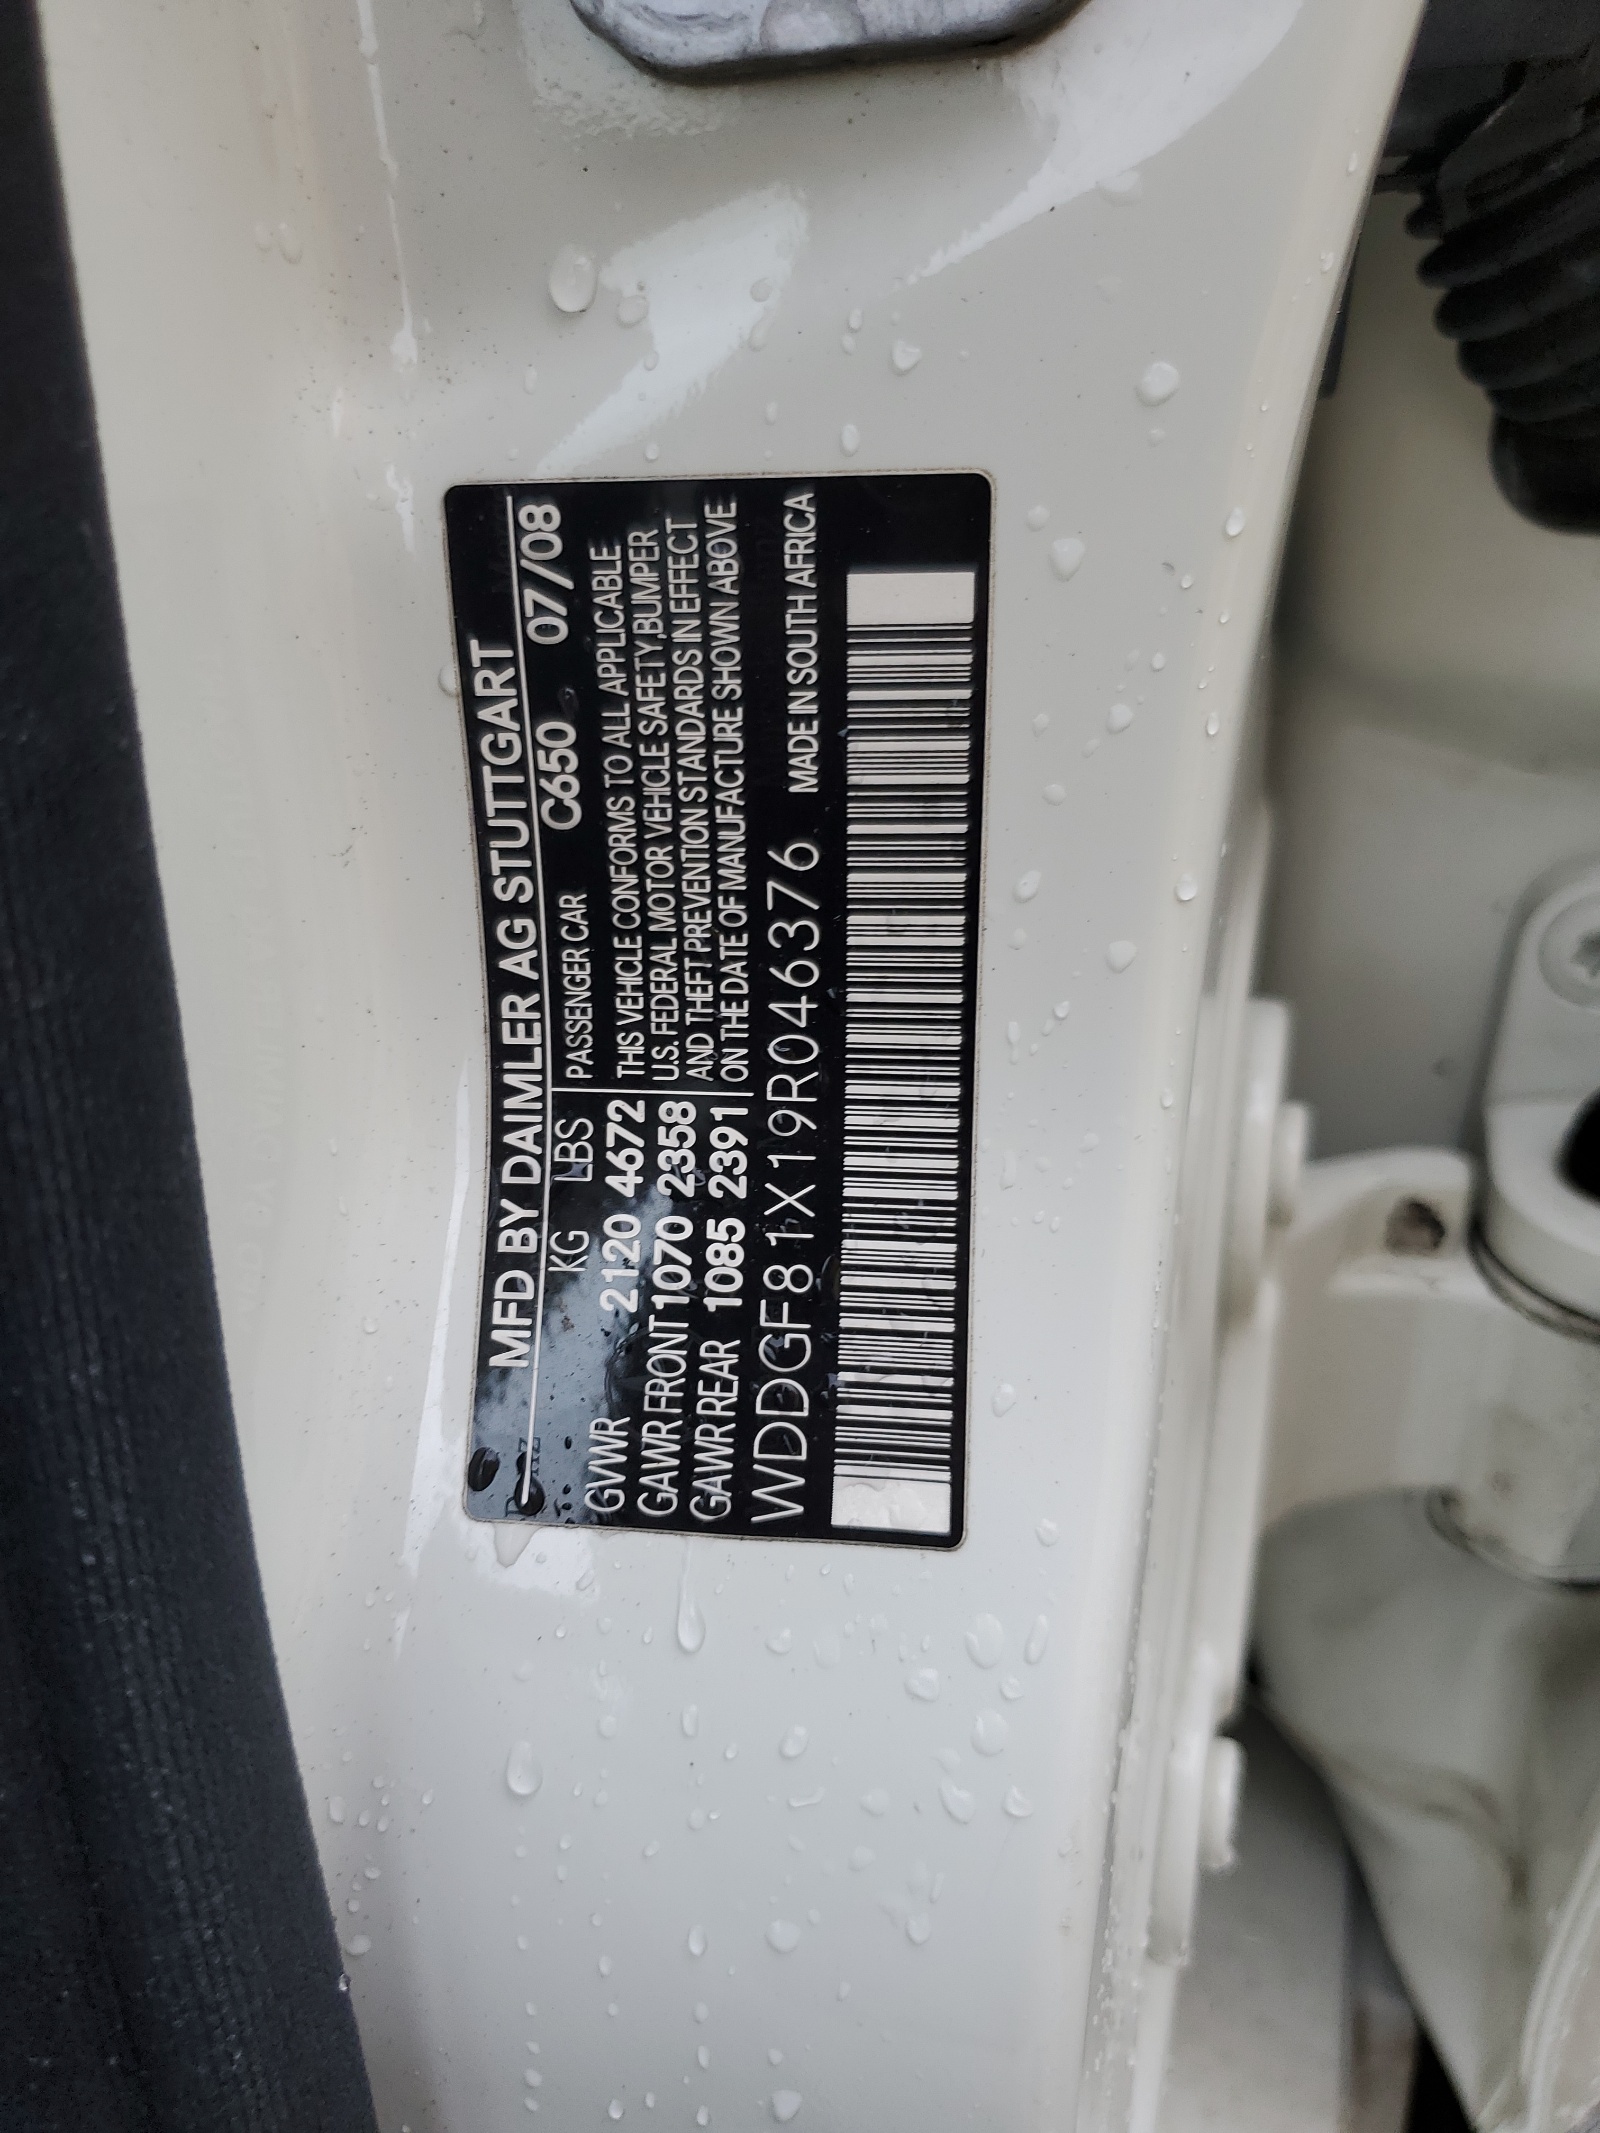 MFD BY DAIMLER AG STUTTGART
KG LBS PASSENGER CAR C650 07/08
GVWR 2120 4672 THIS VEHICLE CONFORMS TO ALL APPLICABLE
U.S. FEDERAL MOTOR VEHICLE SAFETY,BUMPER
GAWR FRONT 1070 2358 AND THEFT PREVENTION STANDARDS IN EFFECT
GAWR REAR 1085 2391 ON THE DATE OF MANUFACTURE SHOWN ABOVE
WDDGF81X19R046376 MADE IN SOUTH AFRICA